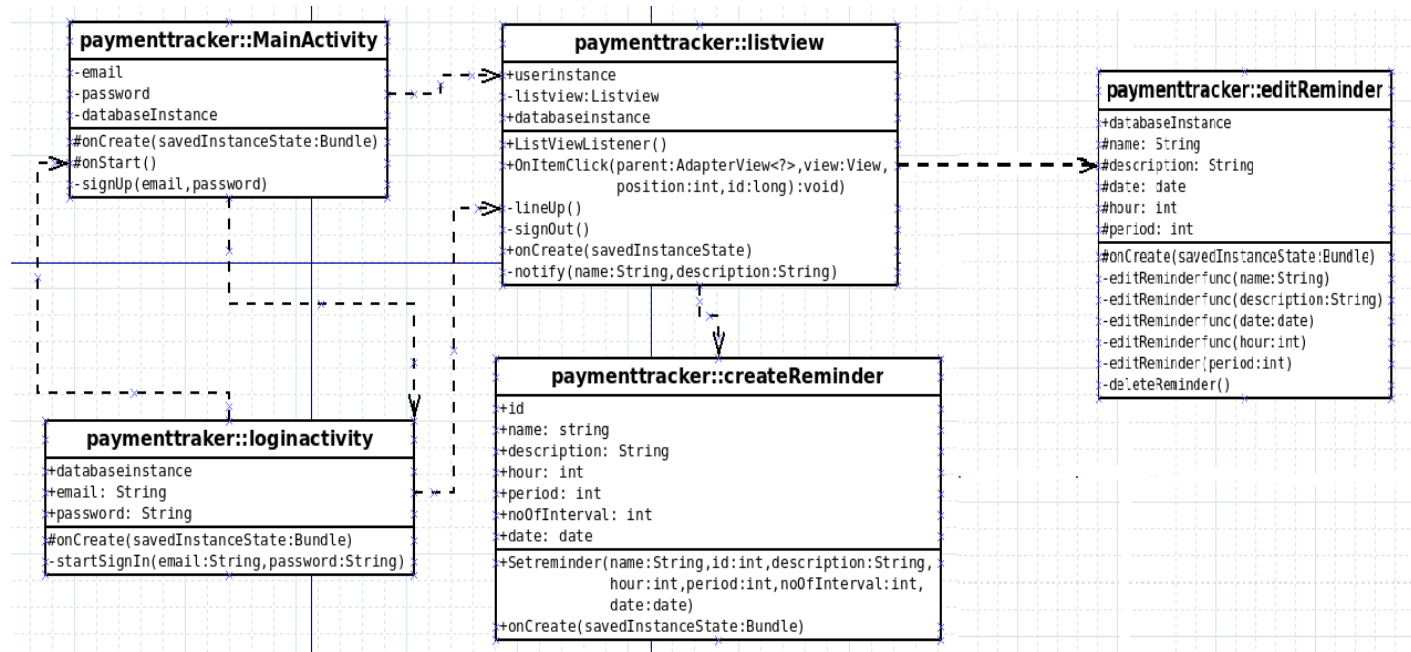 paymenttracker::MainActivity
-email
-password
-databaseInstance
#onCreate(savedInstanceState:Bundle)
#onStart()
-signUp(email,password)
paymenttracker::listview
+userinstance
-listview:Listview
+databaseinstance
+ListViewListener()
+OnItemClick(parent:AdapterView<?>,view:View,
position:int,id:long):void)
-lineUp()
-signOut()
+onCreate(savedInstanceState)
-notify(name:String,description:String)
paymenttracker::editReminder
+databaseInstance
#name: String
#description: String
#date: date
#hour: int
#period: int
#onCreate(savedInstanceState:Bundle)
-editReminderfunc(name:String)
-editReminderfunc(description:String)
-editReminderfunc(date:date)
-editReminderfunc(hour:int)
-editReminder(period:int)
-deleteReminder()
paymenttraker::loginactivity
+databaseinstance
+email: String
+password: String
#onCreate(savedInstanceState:Bundle)
-startSignIn(email:String,password:String)
paymenttracker::createReminder
+id
+name: string
+description: String
+hour: int
+period: int
+noOfInterval: int
+date: date
+Setreminder(name:String,id:int,description:String,
hour:int,period:int,noOfInterval:int,
date:date)
+onCreate(savedInstanceState:Bundle)